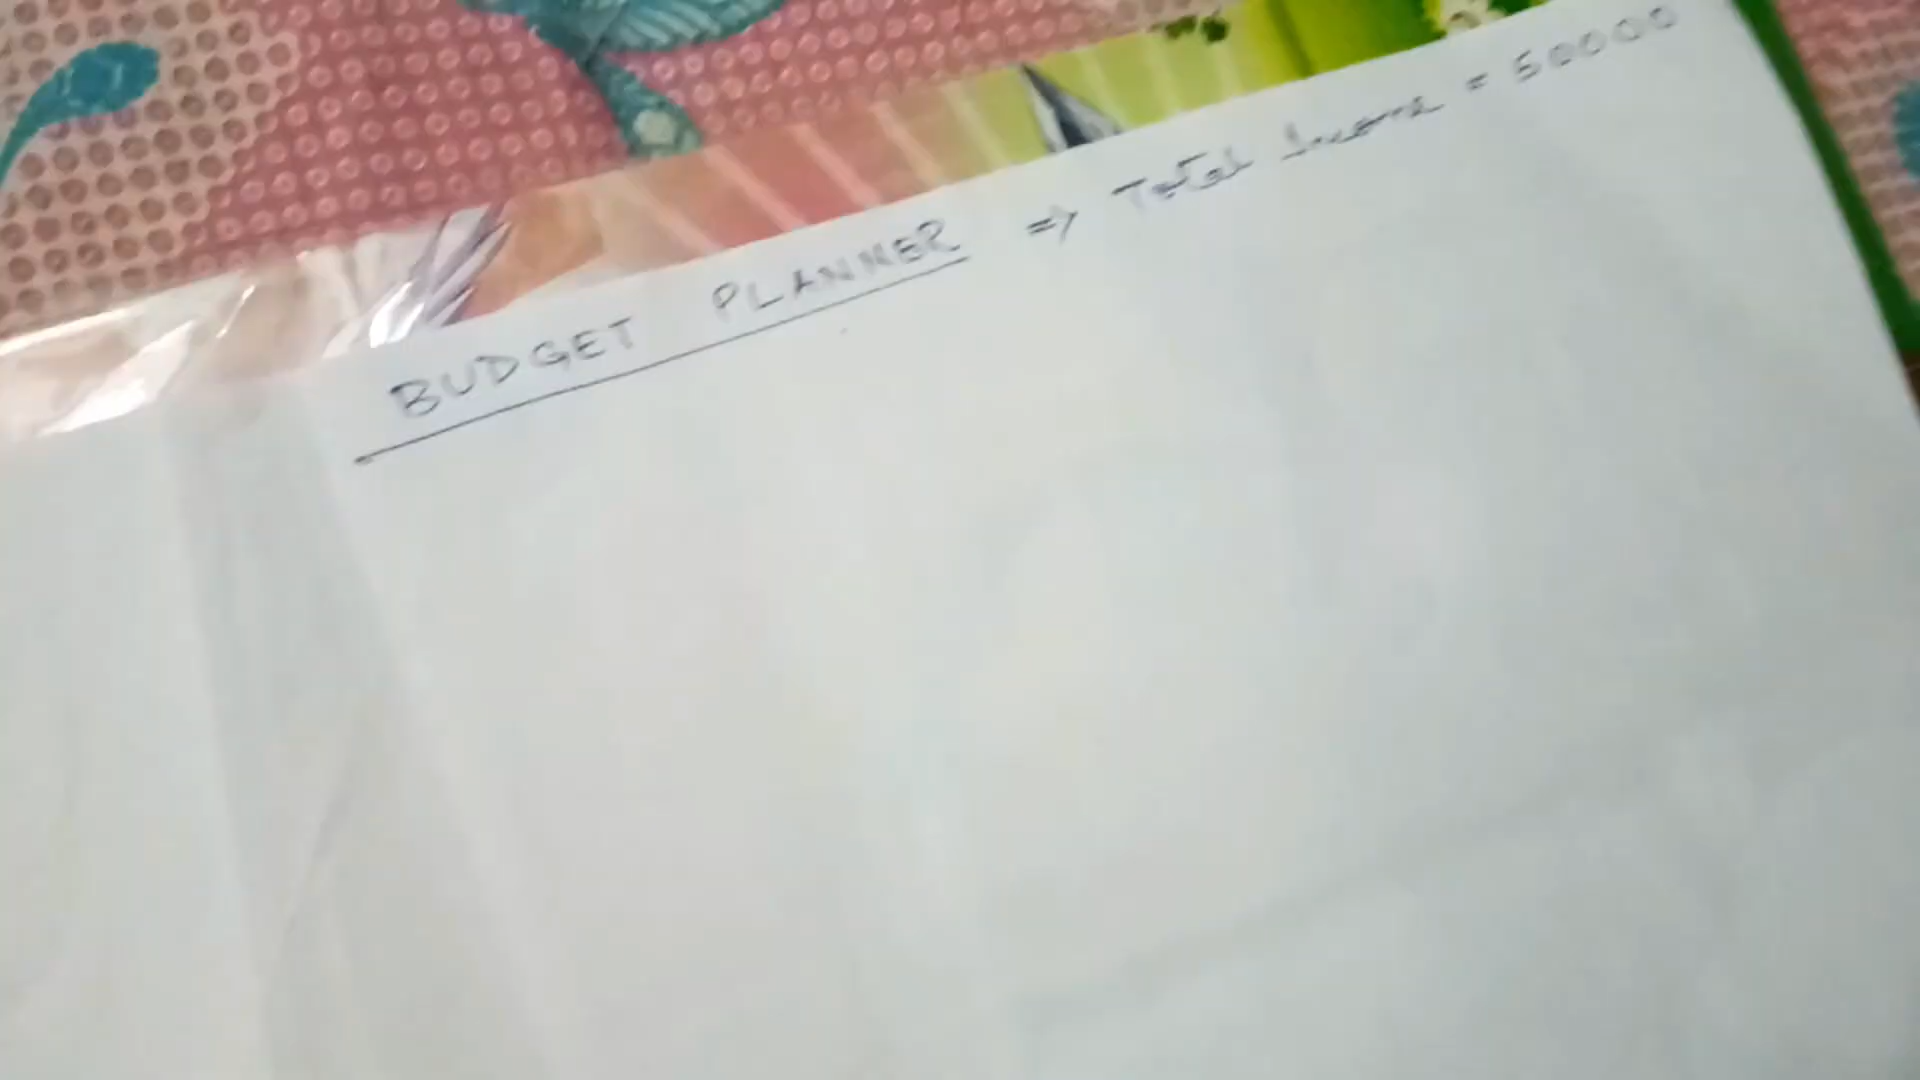 BUDGET PLANNER => Total Income = 50000